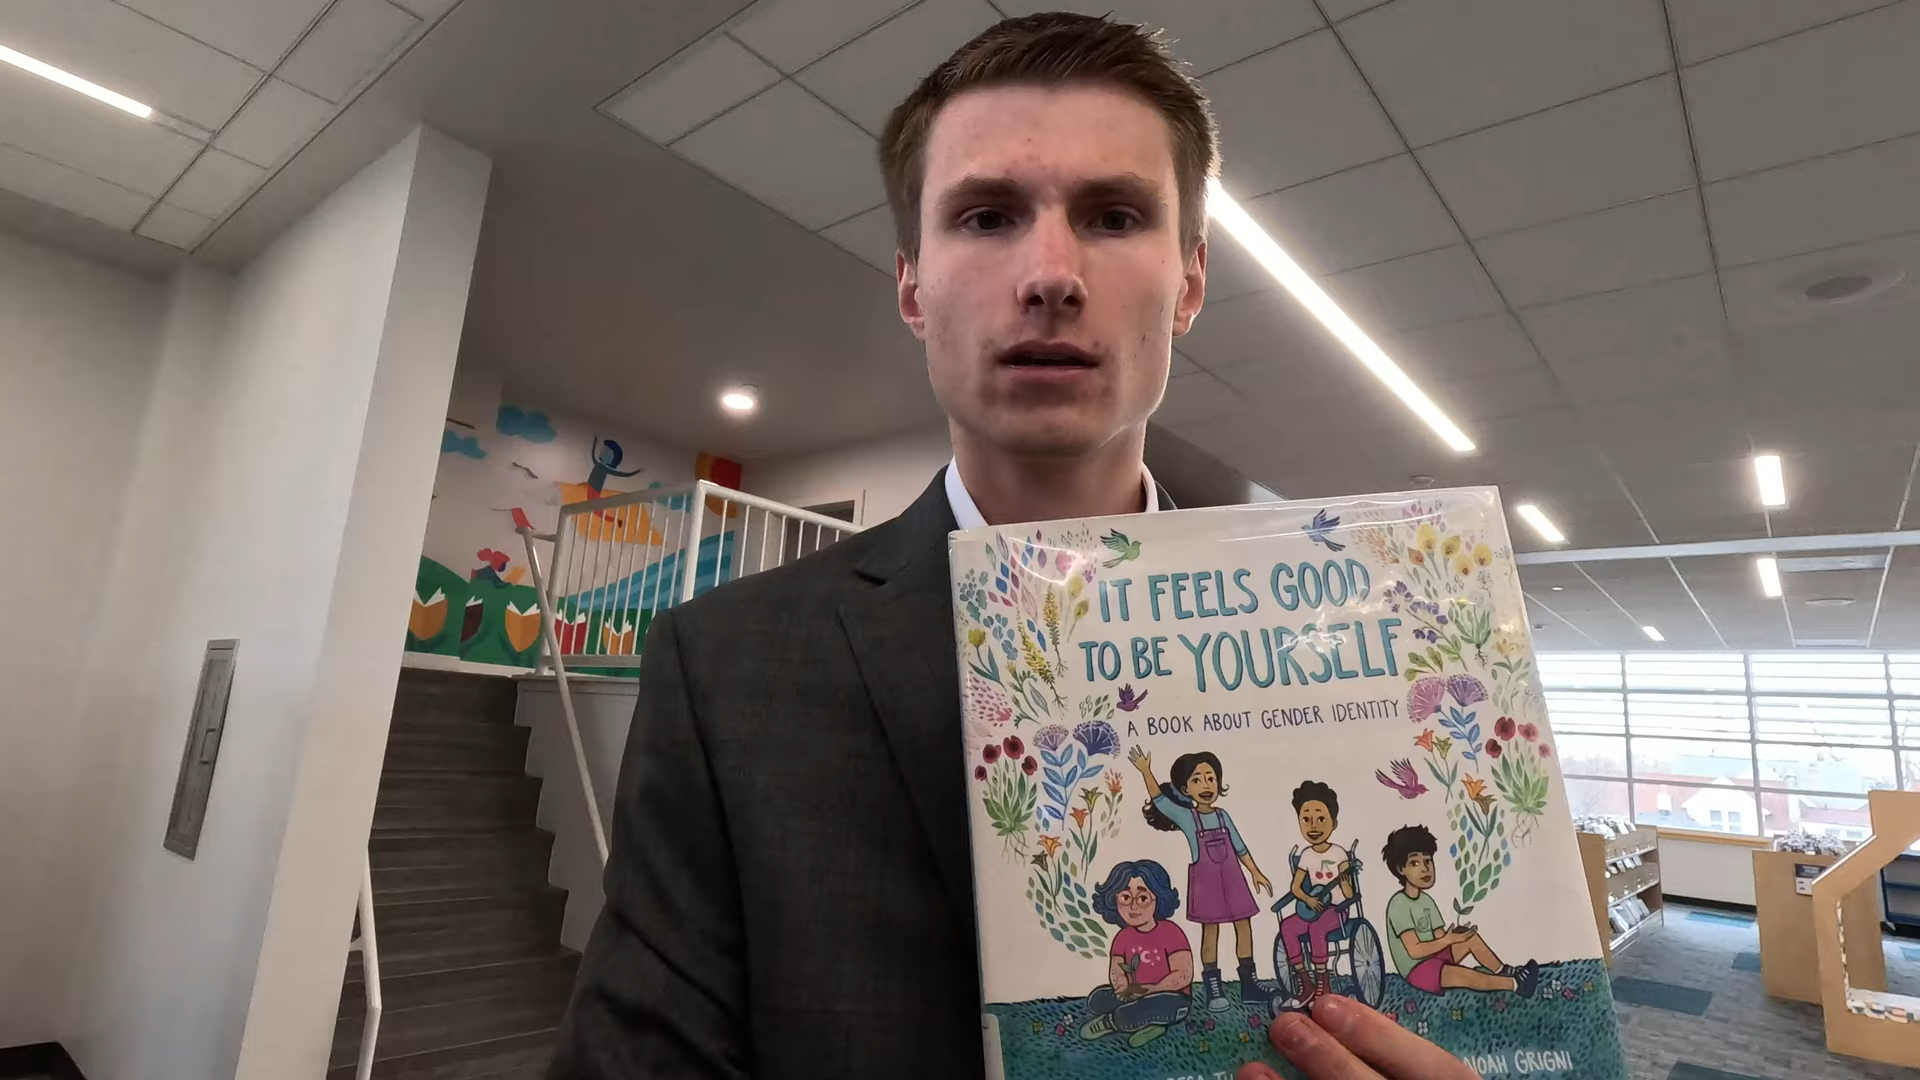 IT FEELS GOOD
TO BE YOURSELF
A BOOK ABOUT GENDER IDENTITY
NOAH GRIGNI